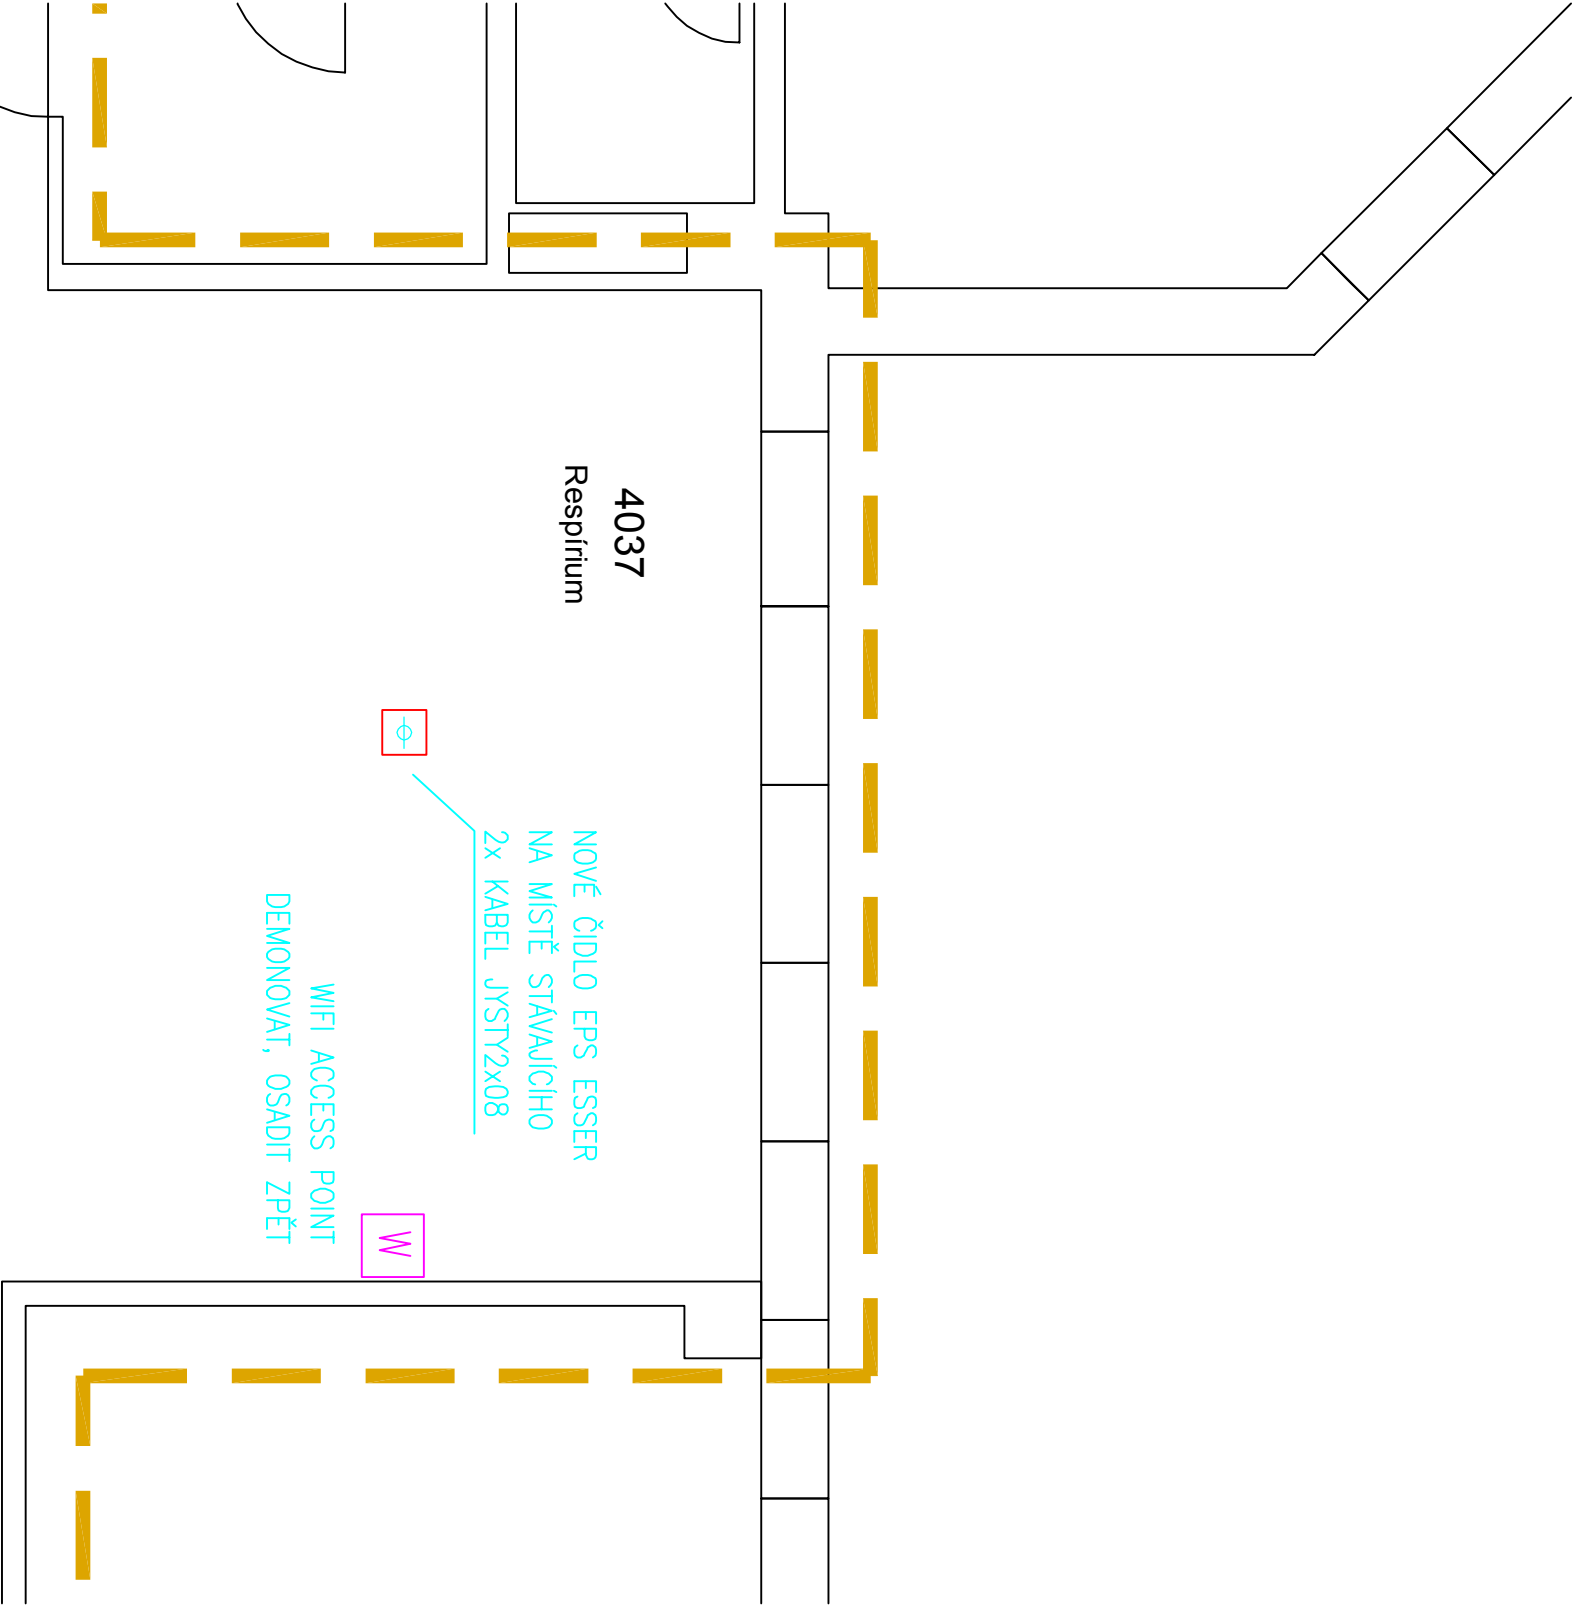 4037
Respírium
NOVÉ ČIDLO EPS ESSER
NA MÍSTĚ STÁVAJÍCÍHO
2x KABEL JYSTY2x08
WIFI ACCESS POINT
DEMONOVAT, OSADIT ZPĚT
W